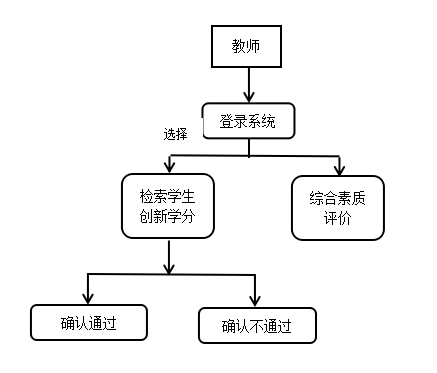 教师
登录系统
选择
检索学生
创新学分
综合素质
评价
确认通过
确认不通过